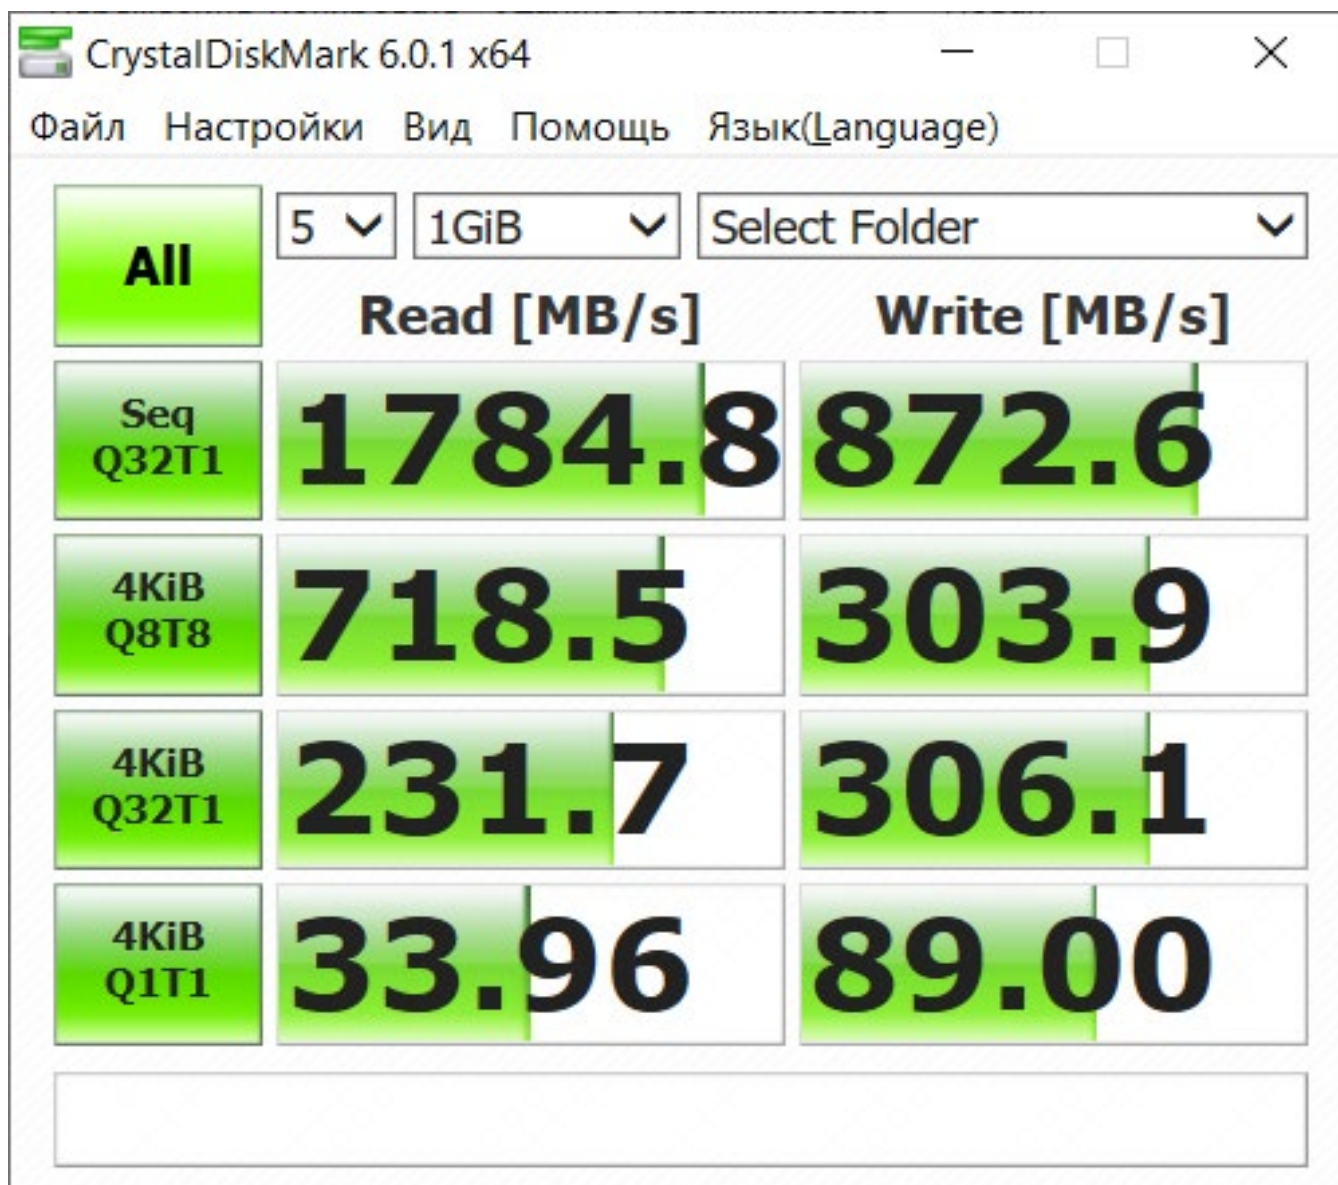 CrystalDiskMark 6.0.1 x64
Файл Настройки Вид Помощь Язык(Language)
All 5 1GiB Select Folder
Read [MB/s] Write [MB/s]
Seq
Q32T1 1784.8 872.6
4KiB
Q8T8 718.5 303.9
4KiB
Q32T1 231.7 306.1
4KiB
Q1T1 33.96 89.00